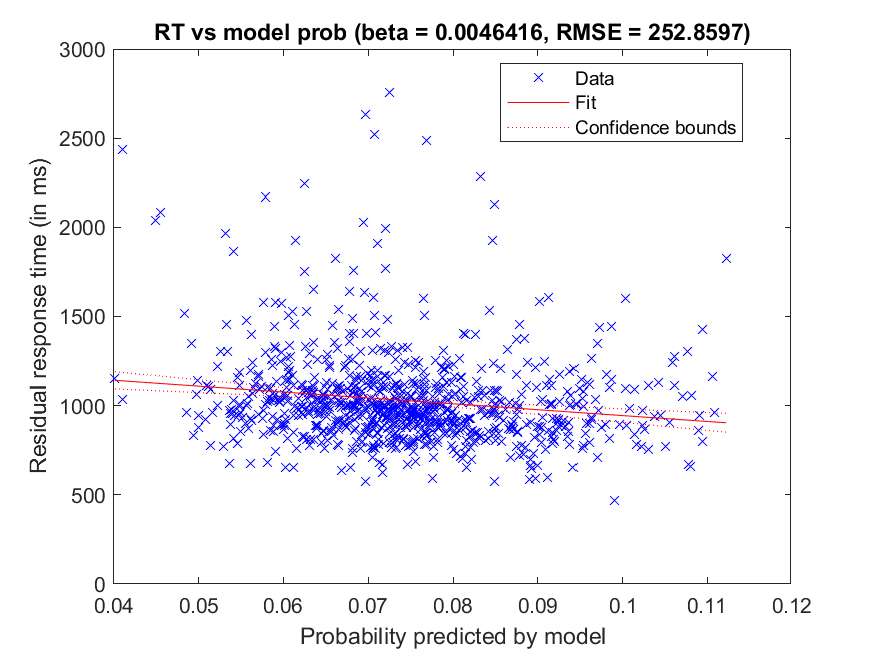 RT vs model prob (beta = 0.0046416, RMSE = 252.8597)
3000
2500
2000
1500
1000
500
0
Residual response time (in ms)
Data
Fit
Confidence bounds
0.04 0.05 0.06 0.07 0.08 0.09 0.1 0.11 0.12
Probability predicted by model